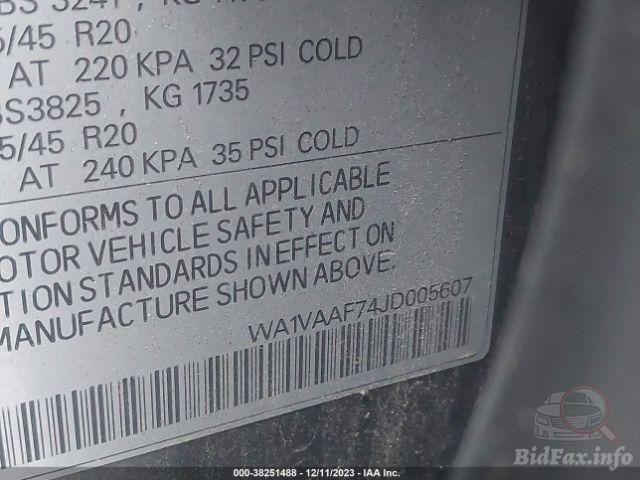 5/45 R20
AT 220 KPA 32 PSI COLD
BS3825 , KG 1735
5/45 R20
AT 240 KPA 35 PSI COLD
ONFORMS TO ALL APPLICABLE
OTOR VEHICLE SAFETY AND
TION STANDARDS IN EFFECT ON
MANUFACTURE SHOWN ABOVE.
WA1VAAF74JD005607
BidFax.info
000-38251488 - 12/11/2023 - IAA Inc.